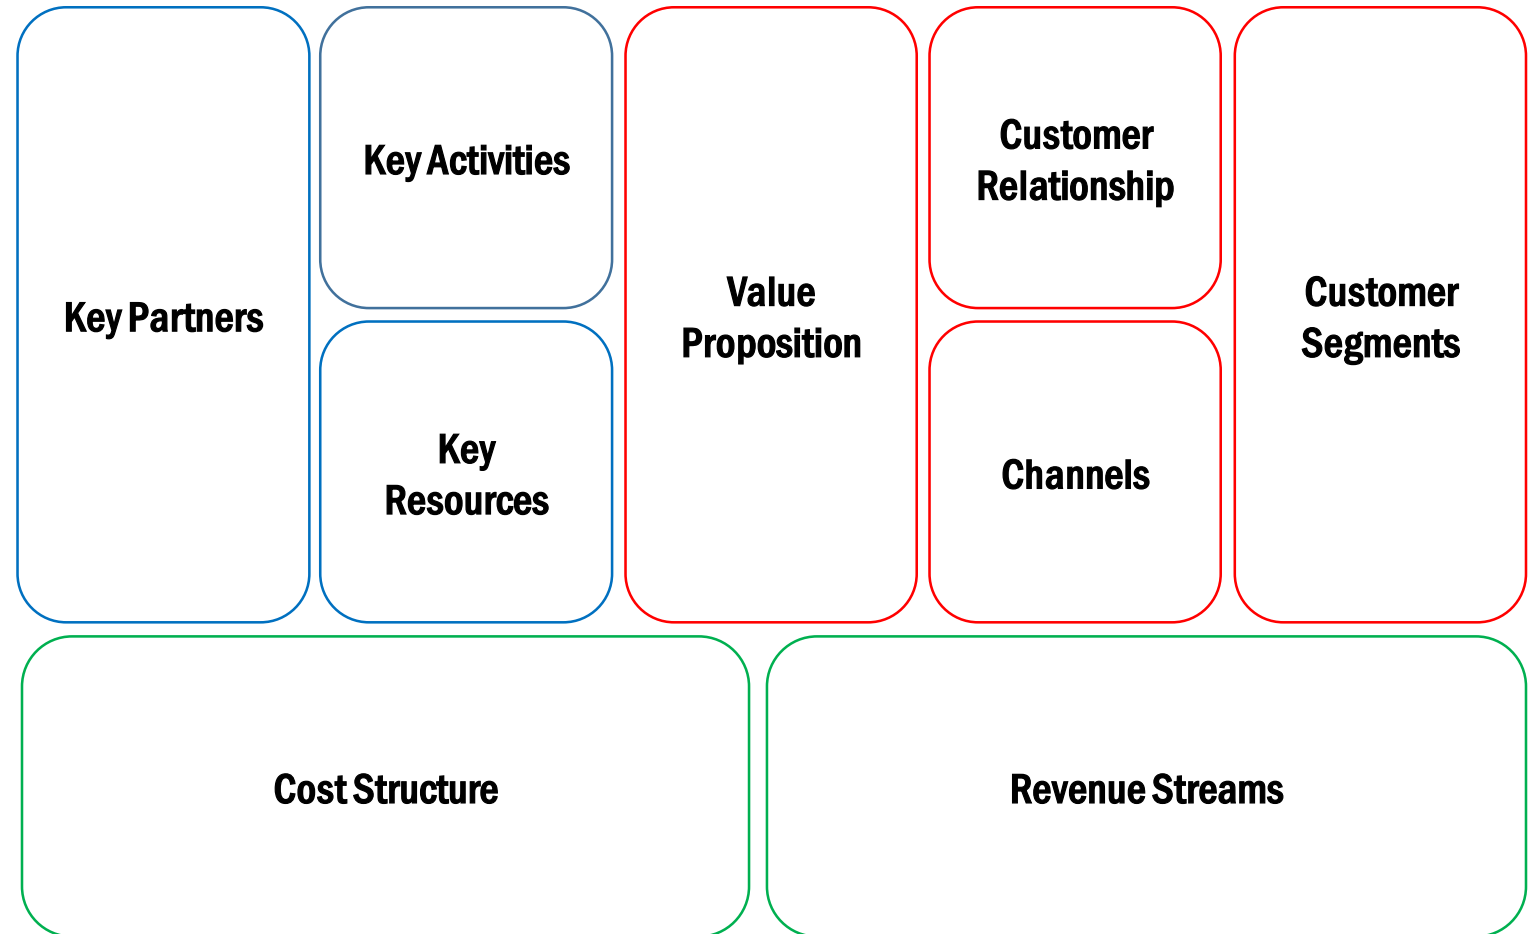 Key Partners
Key Activities
Key
Resources
Value
Proposition
Customer
Relationship
Channels
Customer
Segments
Cost Structure
Revenue Streams